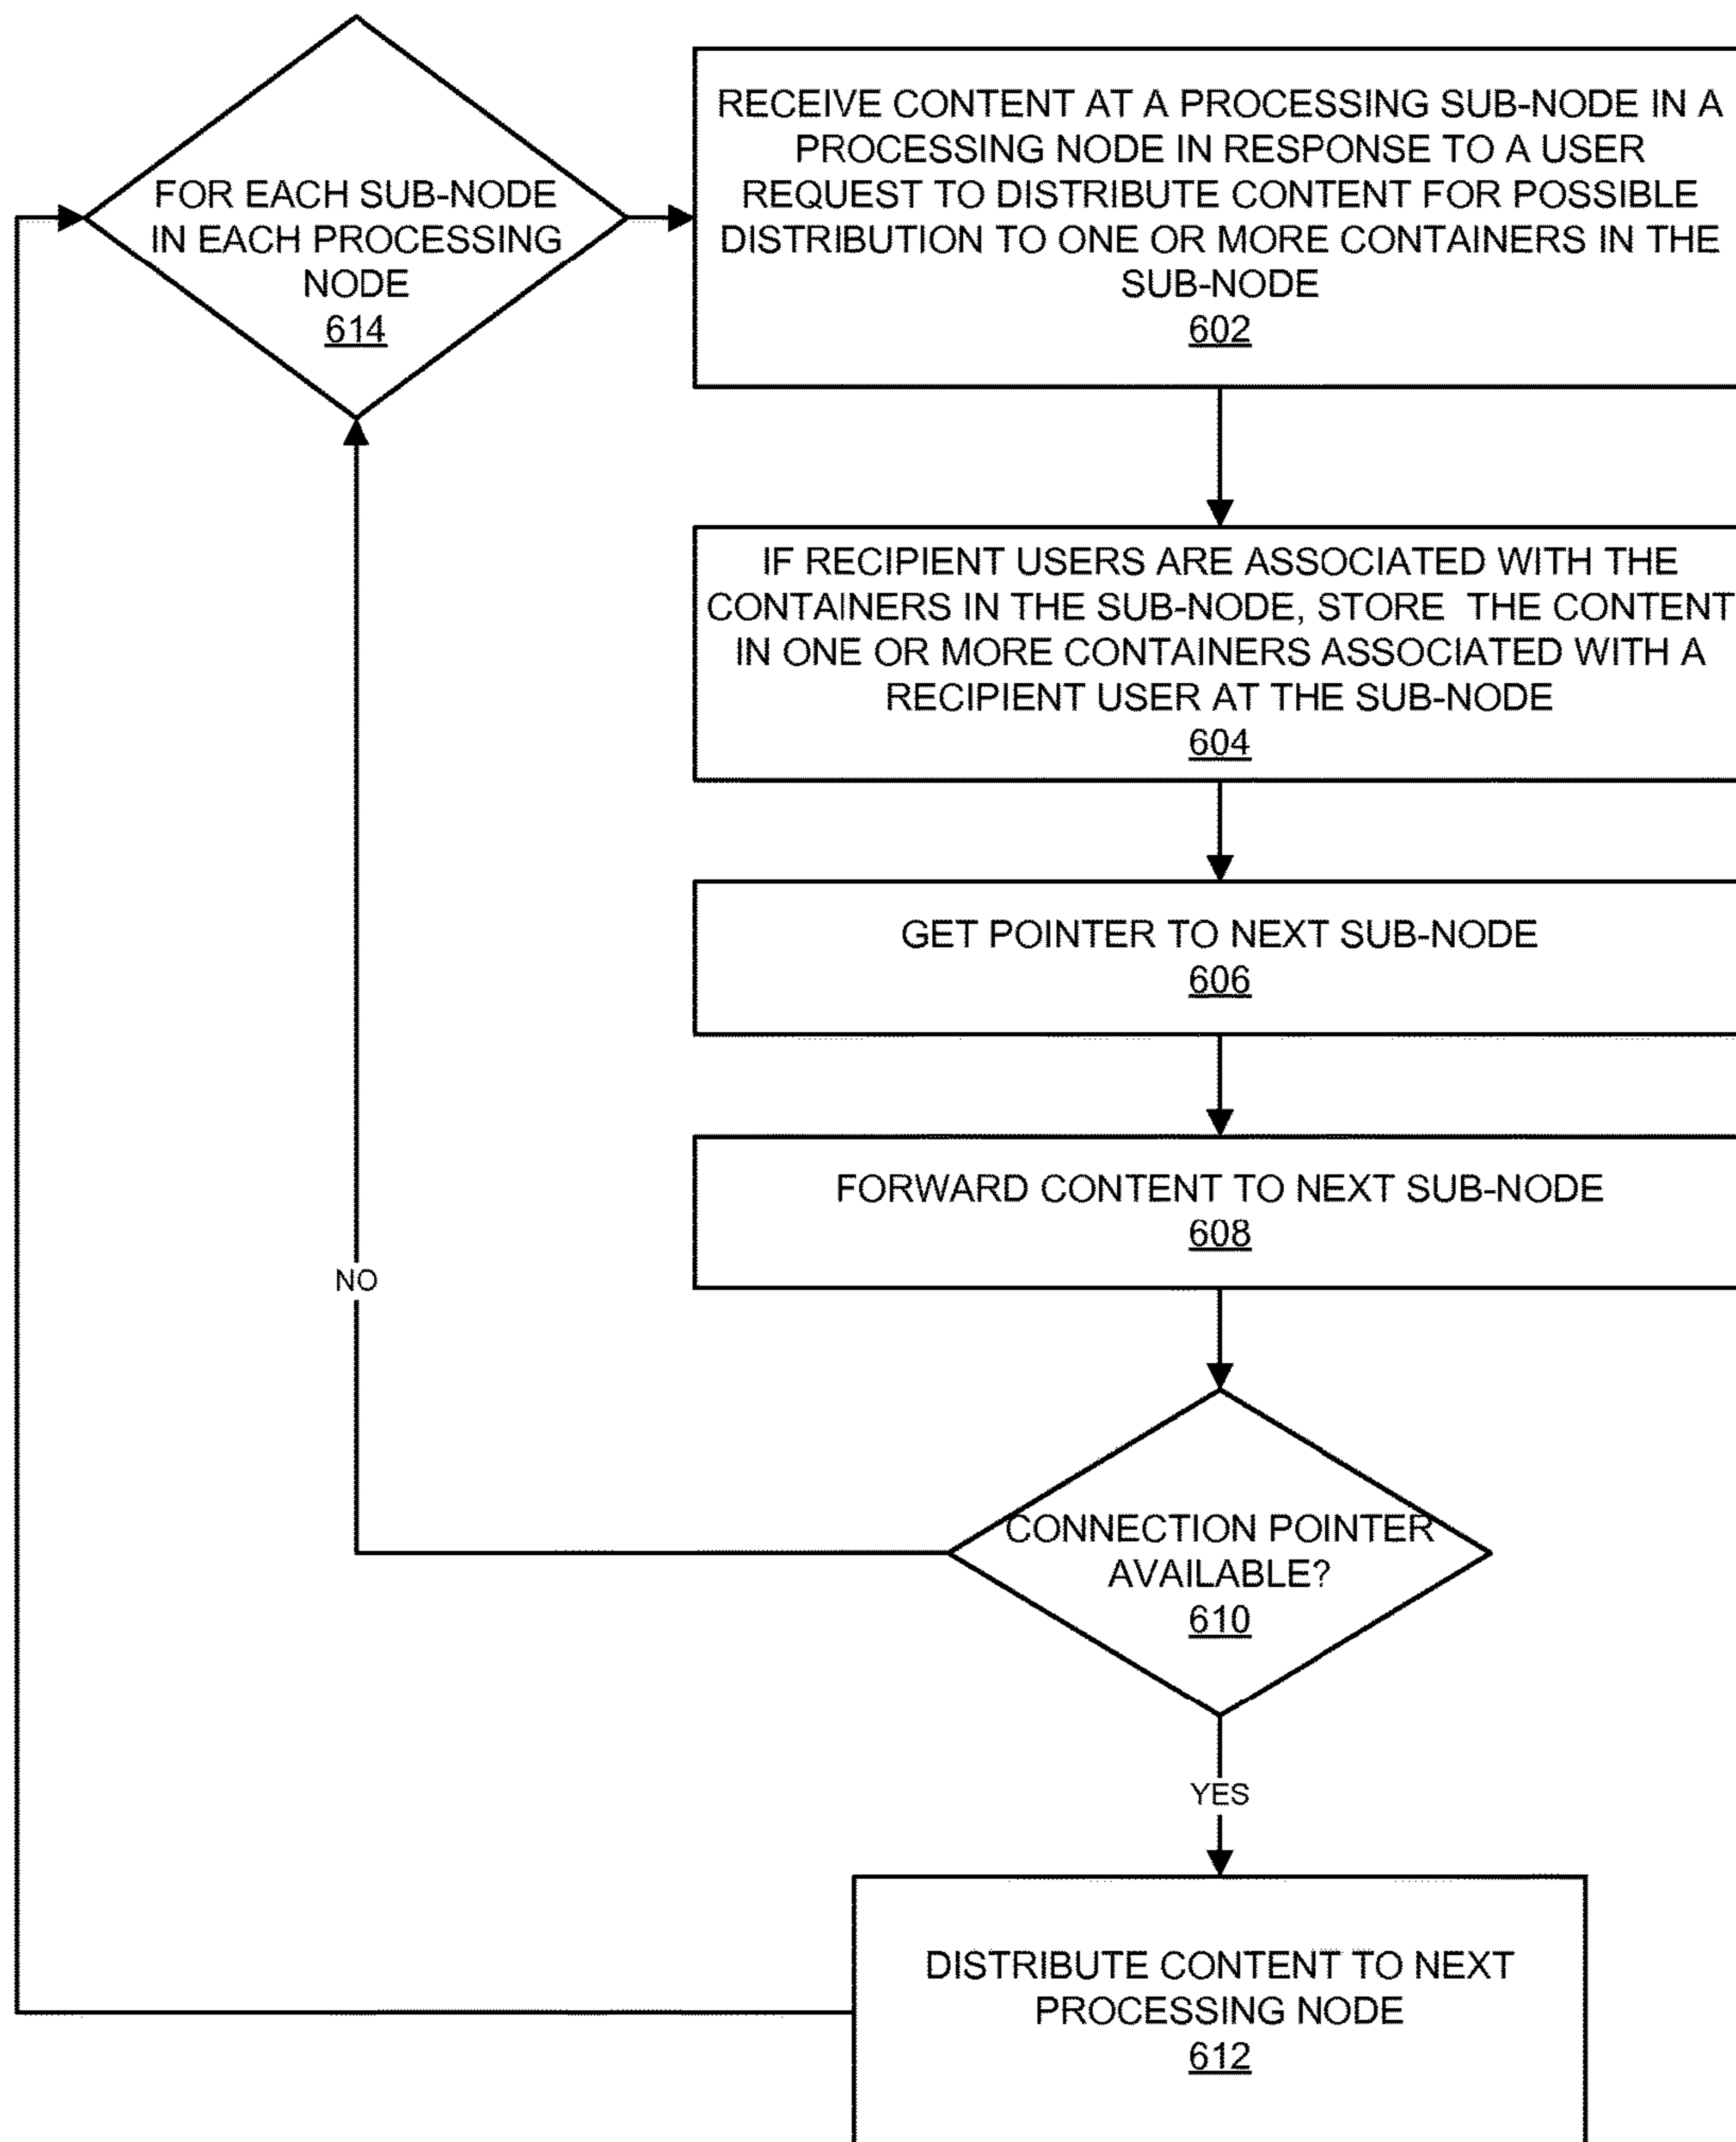 FOR EACH SUB-NODE
IN EACH PROCESSING
NODE
614
RECEIVE CONTENT AT A PROCESSING SUB-NODE IN A
PROCESSING NODE IN RESPONSE TO A USER
REQUEST TO DISTRIBUTE CONTENT FOR POSSIBLE
DISTRIBUTION TO ONE OR MORE CONTAINERS IN THE
SUB-NODE
602
IF RECIPIENT USERS ARE ASSOCIATED WITH THE
CONTAINERS IN THE SUB-NODE, STORE THE CONTENT
IN ONE OR MORE CONTAINERS ASSOCIATED WITH A
RECIPIENT USER AT THE SUB-NODE
604
GET POINTER TO NEXT SUB-NODE
606
FORWARD CONTENT TO NEXT SUB-NODE
608
NO
CONNECTION POINTER
AVAILABLE?
610
YES
DISTRIBUTE CONTENT TO NEXT
PROCESSING NODE
612